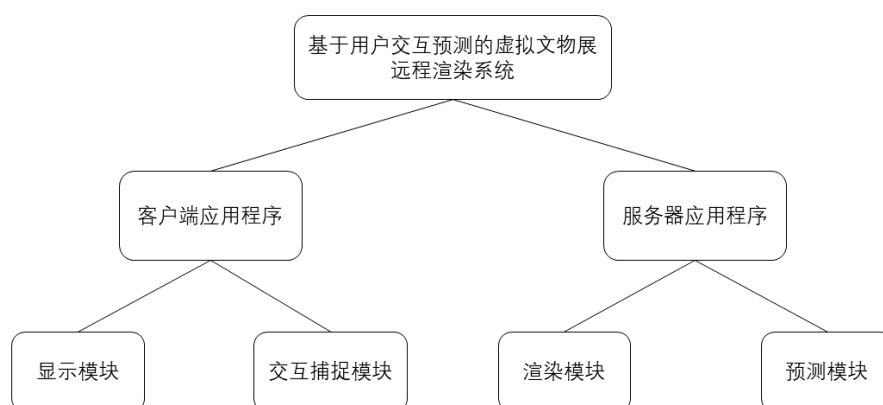 基于用户交互预测的虚拟文物展
远程渲染系统
客户端应用程序
服务器应用程序
显示模块
交互捕捉模块
渲染模块
预测模块